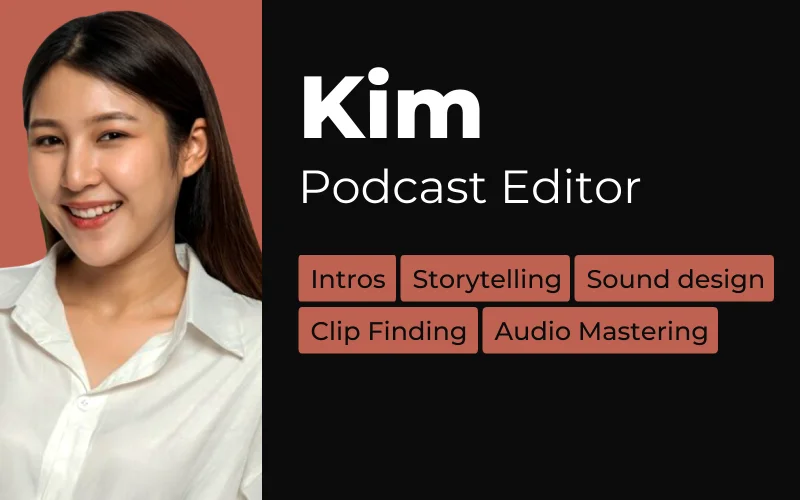 Kim
Podcast Editor
Intros Storytelling Sound design
Clip Finding Audio Mastering